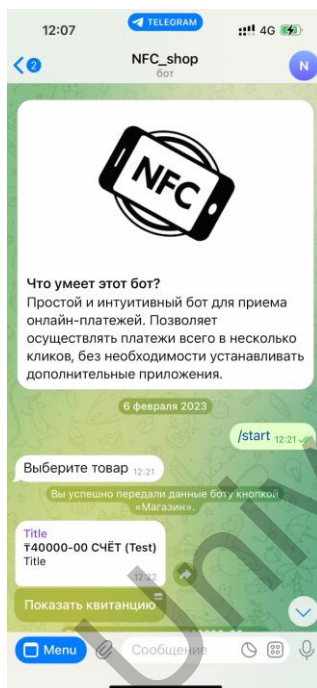 12:07
TELEGRAM
4G
2
NFC_shop
бот
N
NFC
Что умеет этот бот?
Простой и интуитивный бот для приема
онлайн-платежей. Позволяет
осуществлять платежи всего в несколько
кликов, без необходимости устанавливать
дополнительные приложения.
6 февраля 2023
/start 12:21
Выберите товар 12:21
Вы успешно передали данные боту кнопкой
«Магазин».
Title
₸40000-00 СЧЁТ (Test)
Title
12:22
Показать квитанцию
Menu
Сообщение